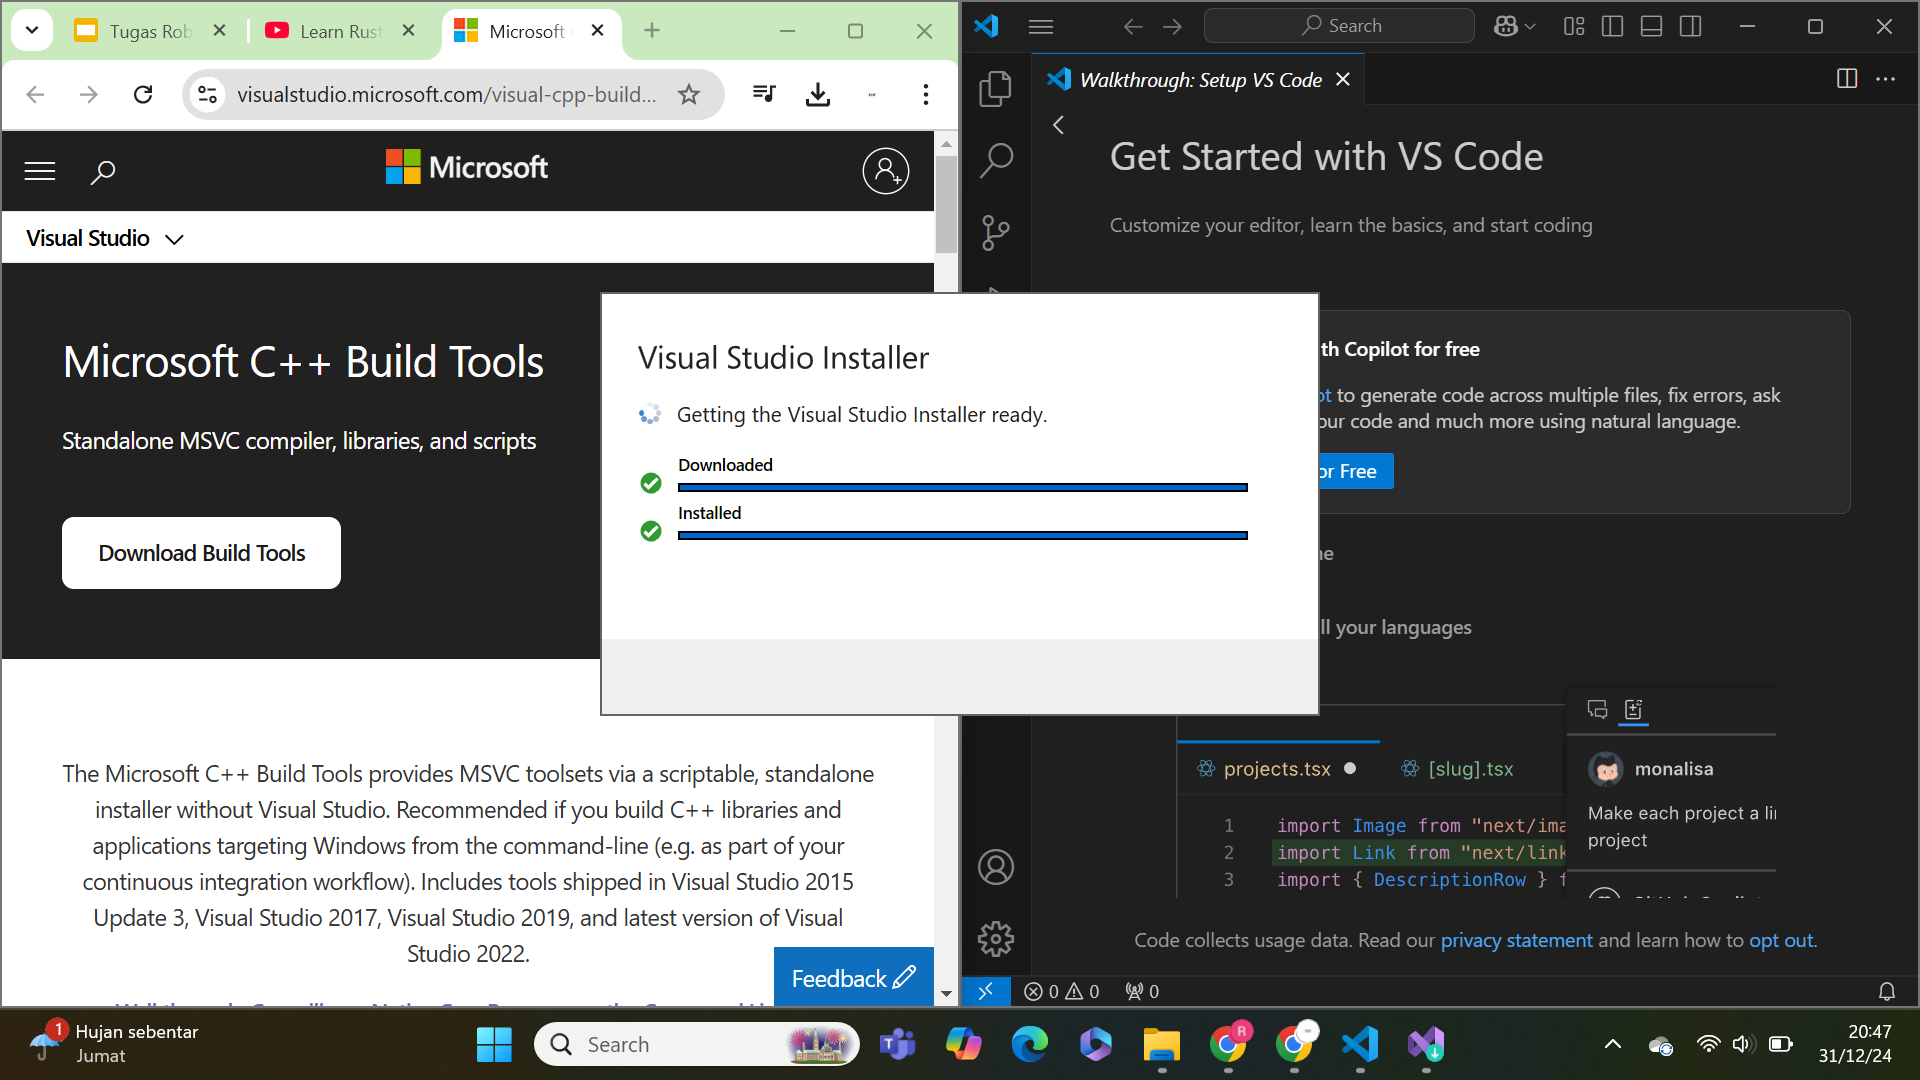 Tugas Rob
Learn Rust
Microsoft
visualstudio.microsoft.com/visual-cpp-build...
Microsoft
Visual Studio
Microsoft C++ Build Tools
Standalone MSVC compiler, libraries, and scripts
Download Build Tools
The Microsoft C++ Build Tools provides MSVC toolsets via a scriptable, standalone
installer without Visual Studio. Recommended if you build C++ libraries and
applications targeting Windows from the command-line (e.g. as part of your
continuous integration workflow). Includes tools shipped in Visual Studio 2015
Update 3, Visual Studio 2017, Visual Studio 2019, and latest version of Visual
Studio 2022.
Feedback
Visual Studio Installer
Getting the Visual Studio Installer ready.
Downloaded
Installed
Search
Walkthrough: Setup VS Code
Get Started with VS Code
Customize your editor, learn the basics, and start coding
th Copilot for free
ot to generate code across multiple files, fix errors, ask
our code and much more using natural language.
or Free
ne
ll your languages
projects.tsx
[slug].tsx
monalisa
Make each project a li
project
1 import Image from "next/ima
2 import Link from "next/link
3 import { DescriptionRow } f
Code collects usage data. Read our privacy statement and learn how to opt out.
0 0 0
1
Hujan sebentar
Jumat
Search
R
20:47
31/12/24